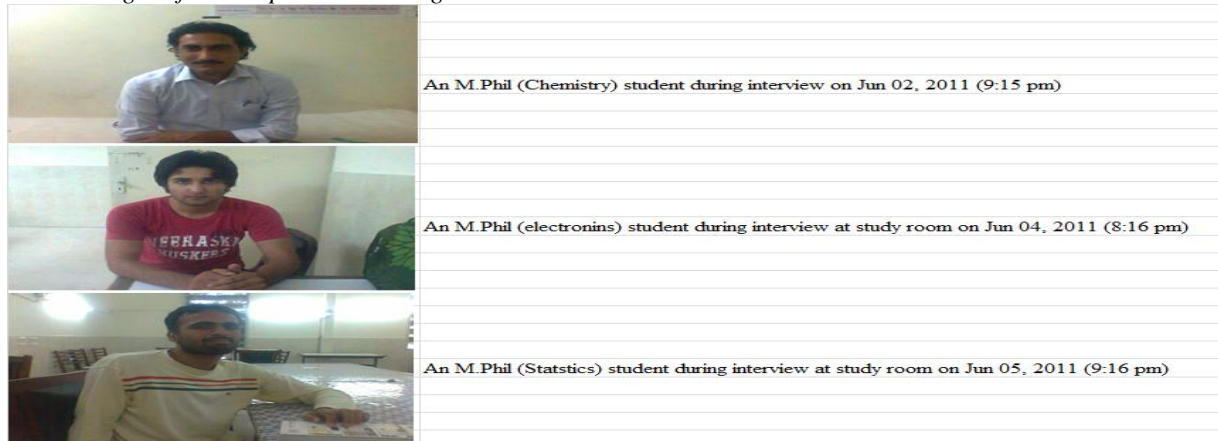 An M.Phil (Chemistry) student during interview on Jun 02, 2011 (9:15 pm)
NEBRASKA
HUSKERS
An M.Phil (electronins) student during interview at study room on Jun 04, 2011 (8:16 pm)
An M.Phil (Statstics) student during interview at study room on Jun 05, 2011 (9:16 pm)